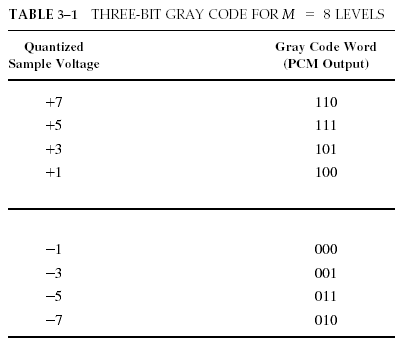 TABLE 3–1 THREE-BIT GRAY CODE FOR M = 8 LEVELS
Quantized Gray Code Word
Sample Voltage (PCM Output)
+7 110
+5 111
+3 101
+1 100
−1 000
−3 001
−5 011
−7 010